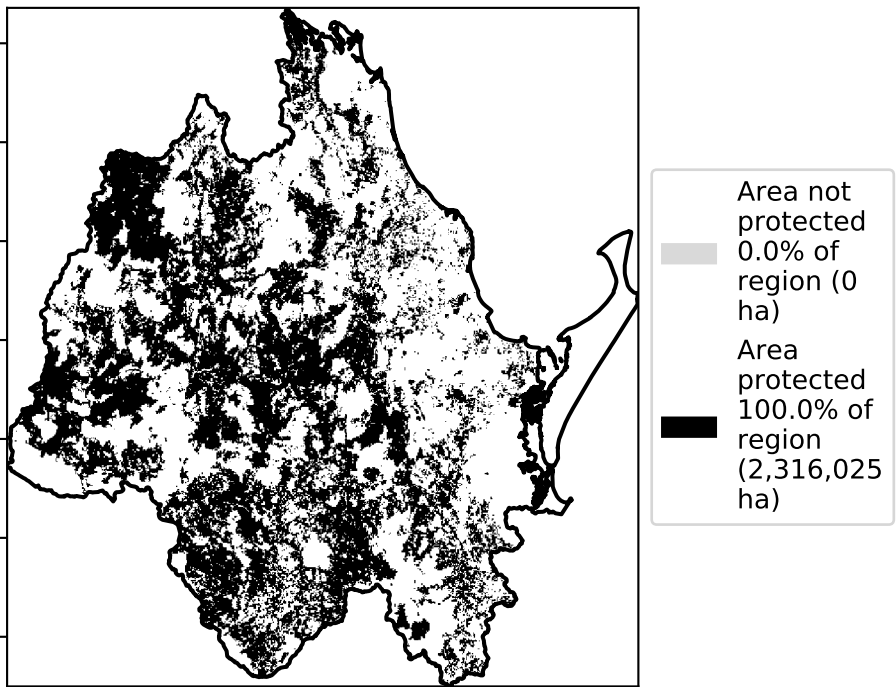 Area not
protected
0.0% of
region (0
ha)
Area
protected
100.0% of
region
(2,316,025
ha)